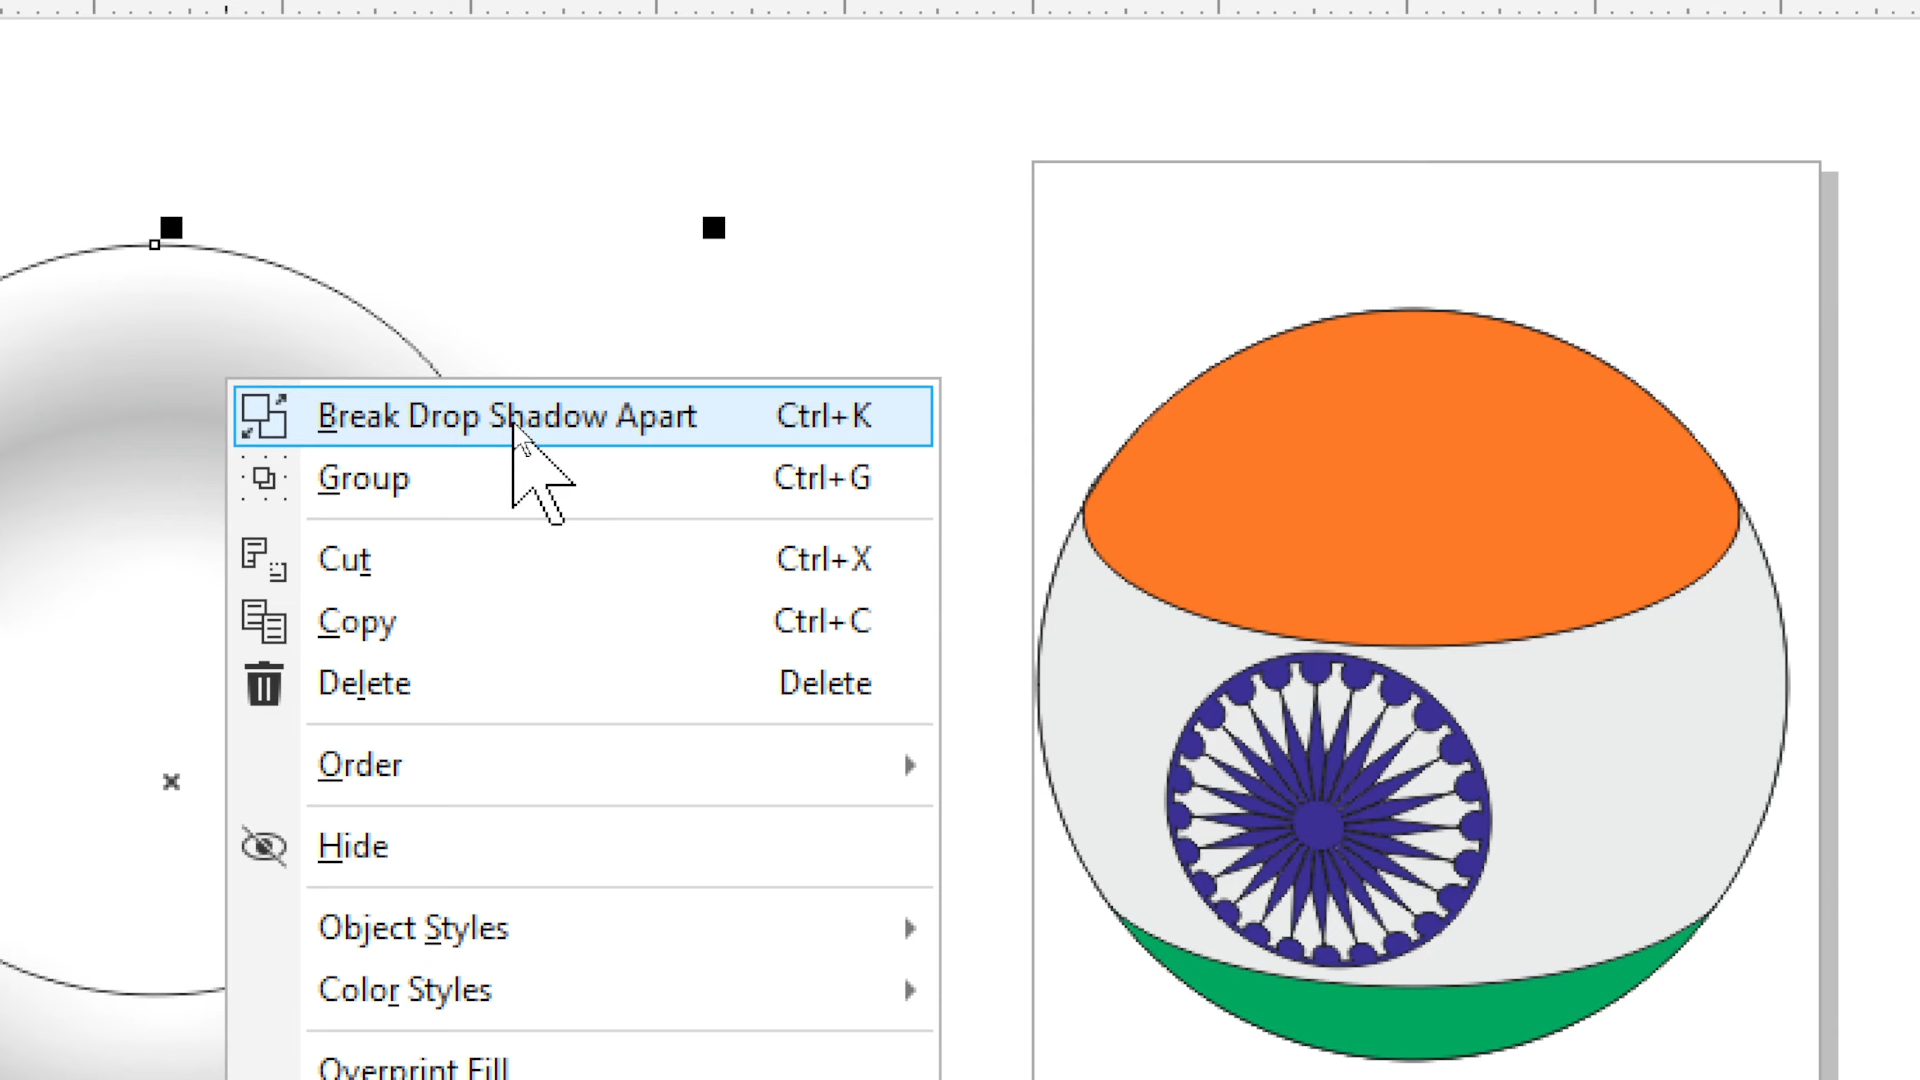 Break Drop Shadow Apart Ctrl+K
Group Ctrl+G
Cut Ctrl+X
Copy Ctrl+C
Delete Delete
Order
Hide
Object Styles
Color Styles
Overprint Fill